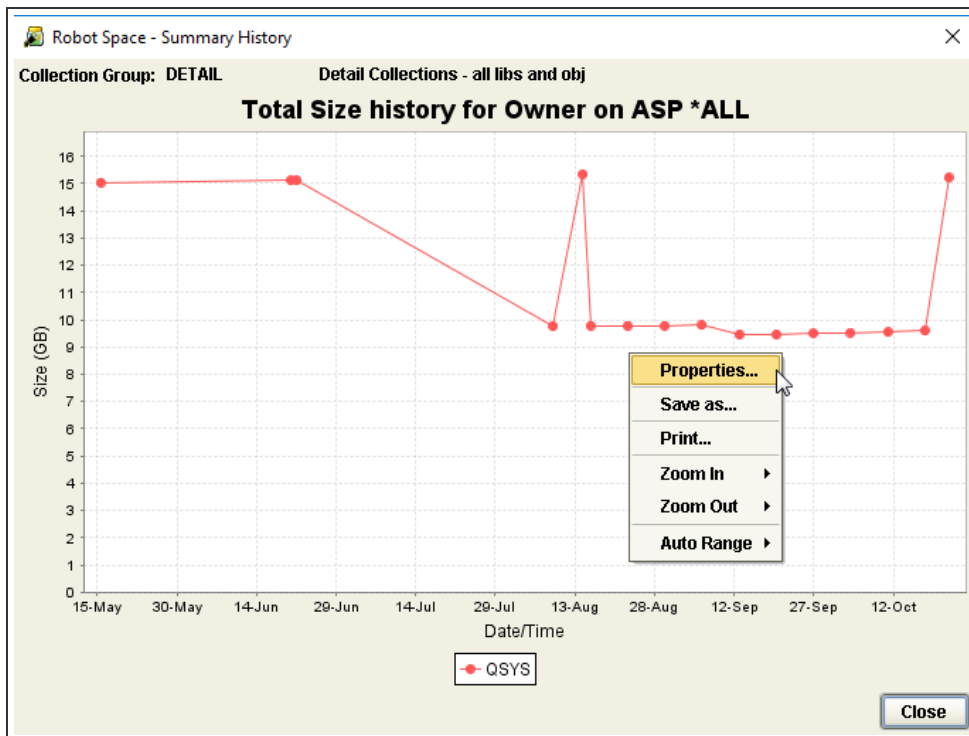 Robot Space - Summary History
Collection Group: DETAIL Detail Collections - all libs and obj
Total Size history for Owner on ASP *ALL
Size (GB)
16
15
14
13
12
11
10
9
8
7
6
5
4
3
2
1
0
Properties...
Save as...
Print...
Zoom In
Zoom Out
Auto Range
15-May 30-May 14-Jun 29-Jun 14-Jul 29-Jul 13-Aug 28-Aug 12-Sep 27-Sep 12-Oct
Date/Time
QSYS
Close